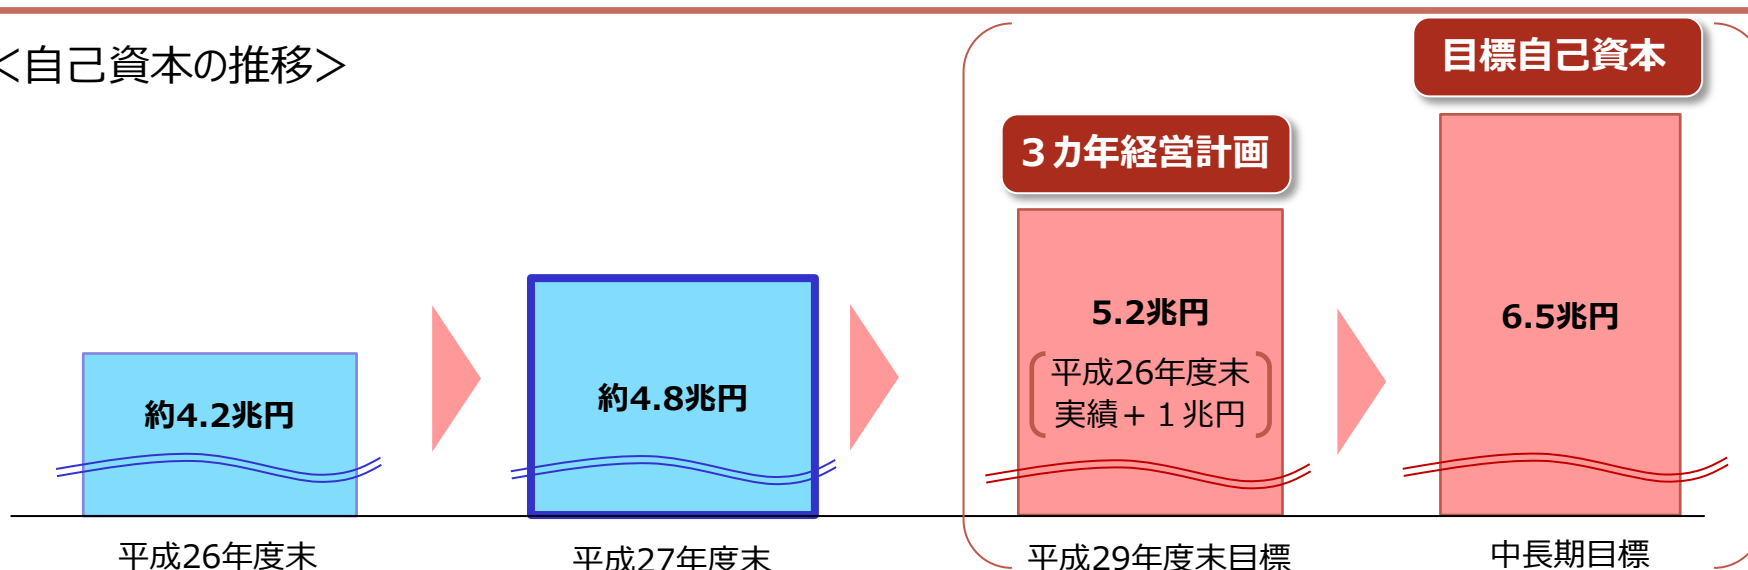 <自己資本の推移>
目標自己資本
３カ年経営計画
5.2兆円
平成26年度末
実績＋１兆円
6.5兆円
約4.2兆円
約4.8兆円
平成26年度末
平成27年度末
平成29年度末目標
中長期目標